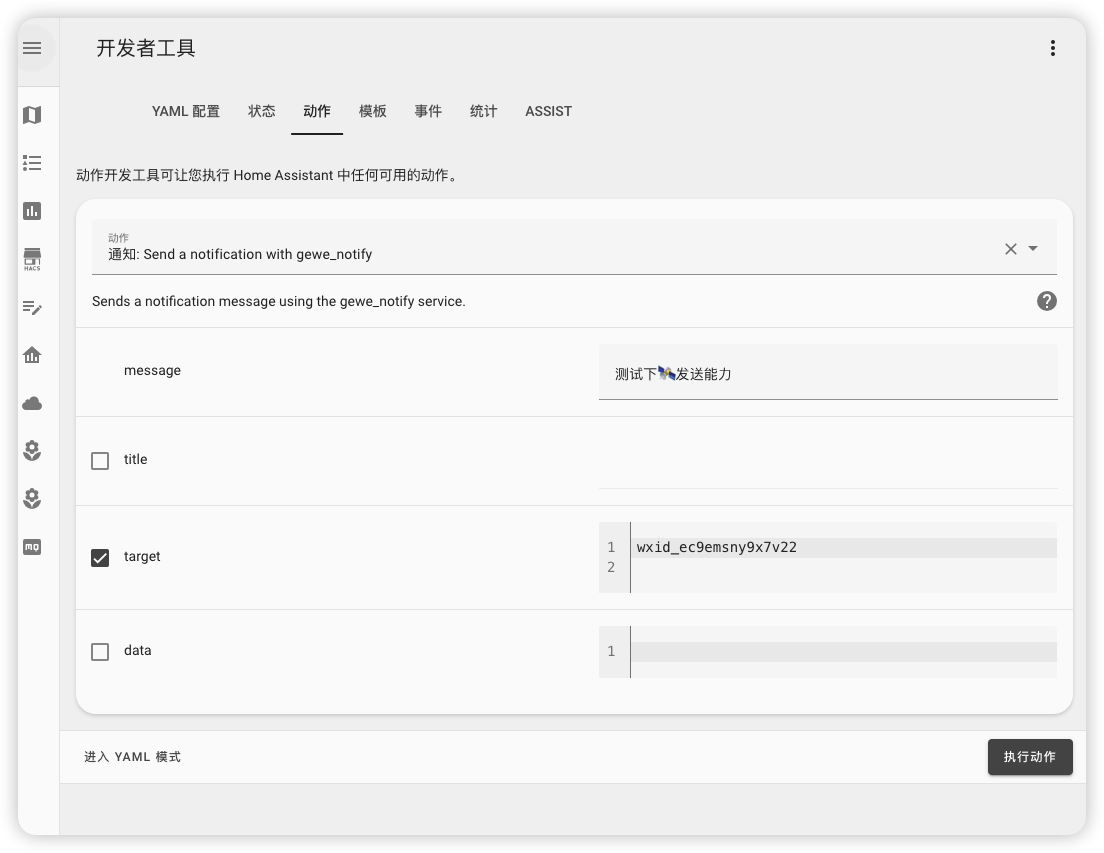 开发者工具
YAML 配置 状态 动作 模板 事件 统计 ASSIST
动作开发工具可让您执行 Home Assistant 中任何可用的动作。
动作
通知: Send a notification with gewe_notify
HACS
Sends a notification message using the gewe_notify service.
message
测试下🛰️发送能力
title
target
1 wxid_ec9emsny9x7v22
2
MQ
data
1
进入 YAML 模式
执行动作